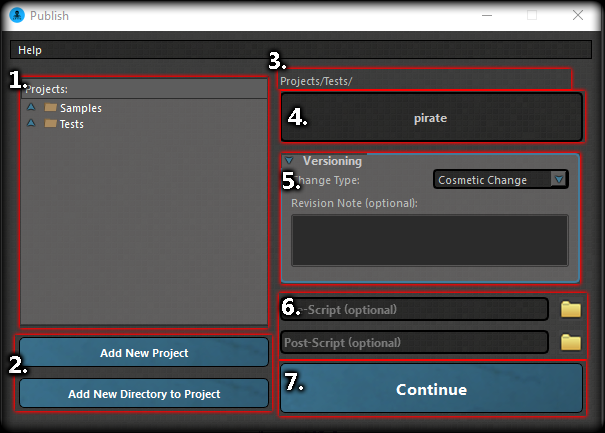 Publish
Help
1.
Projects:
Samples
Tests
2.
Add New Project
Add New Directory to Project
3.
Projects/Tests/
4.
pirate
5.
Versioning
Change Type:
Cosmetic Change
Revision Note (optional):
6.
-Script (optional)
Post-Script (optional)
7.
Continue